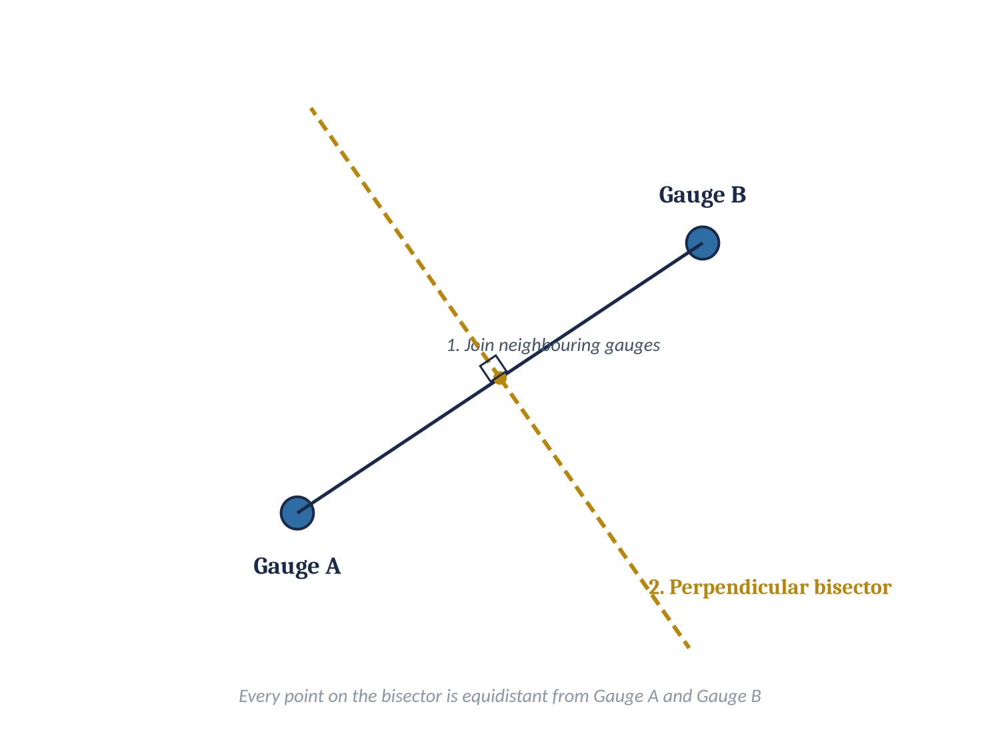 Gauge B
1. Join neighbouring gauges
Gauge A
2. Perpendicular bisector
Every point on the bisector is equidistant from Gauge A and Gauge B